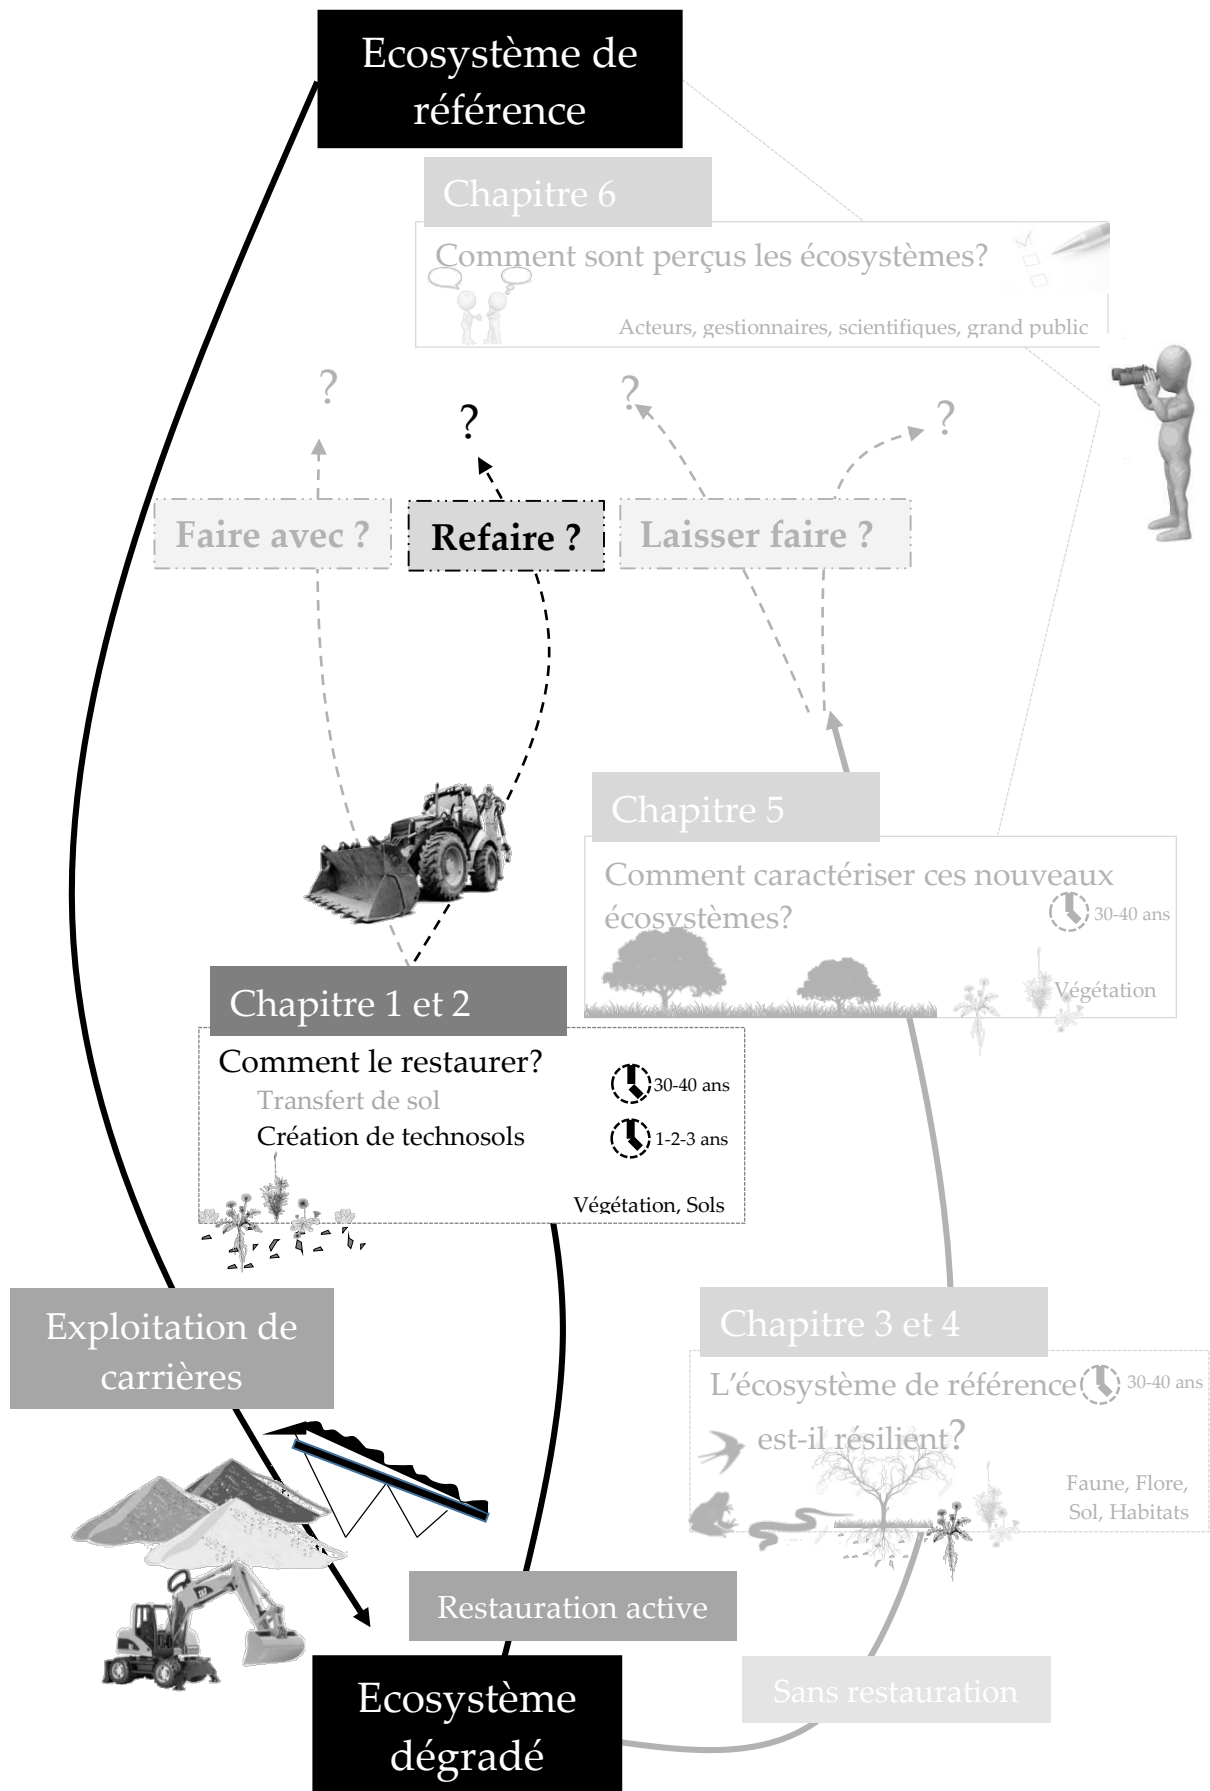 Ecosystème de
référence
Chapitre 6
Comment sont perçus les écosystèmes?
Acteurs, gestionnaires, scientifiques, grand public
?
?
?
?
Faire avec ?
Refaire ?
Laisser faire ?
Chapitre 5
Comment caractériser ces nouveaux
écosystèmes?
30-40 ans
Végétation
Chapitre 1 et 2
Comment le restaurer?
Transfert de sol
Création de technosols
30-40 ans
1-2-3 ans
Végétation, Sols
Exploitation de
carrières
Chapitre 3 et 4
L'écosystème de référence
est-il résilient?
30-40 ans
Faune, Flore,
Sol, Habitats
Restauration active
Sans restauration
Ecosystème
dégradé